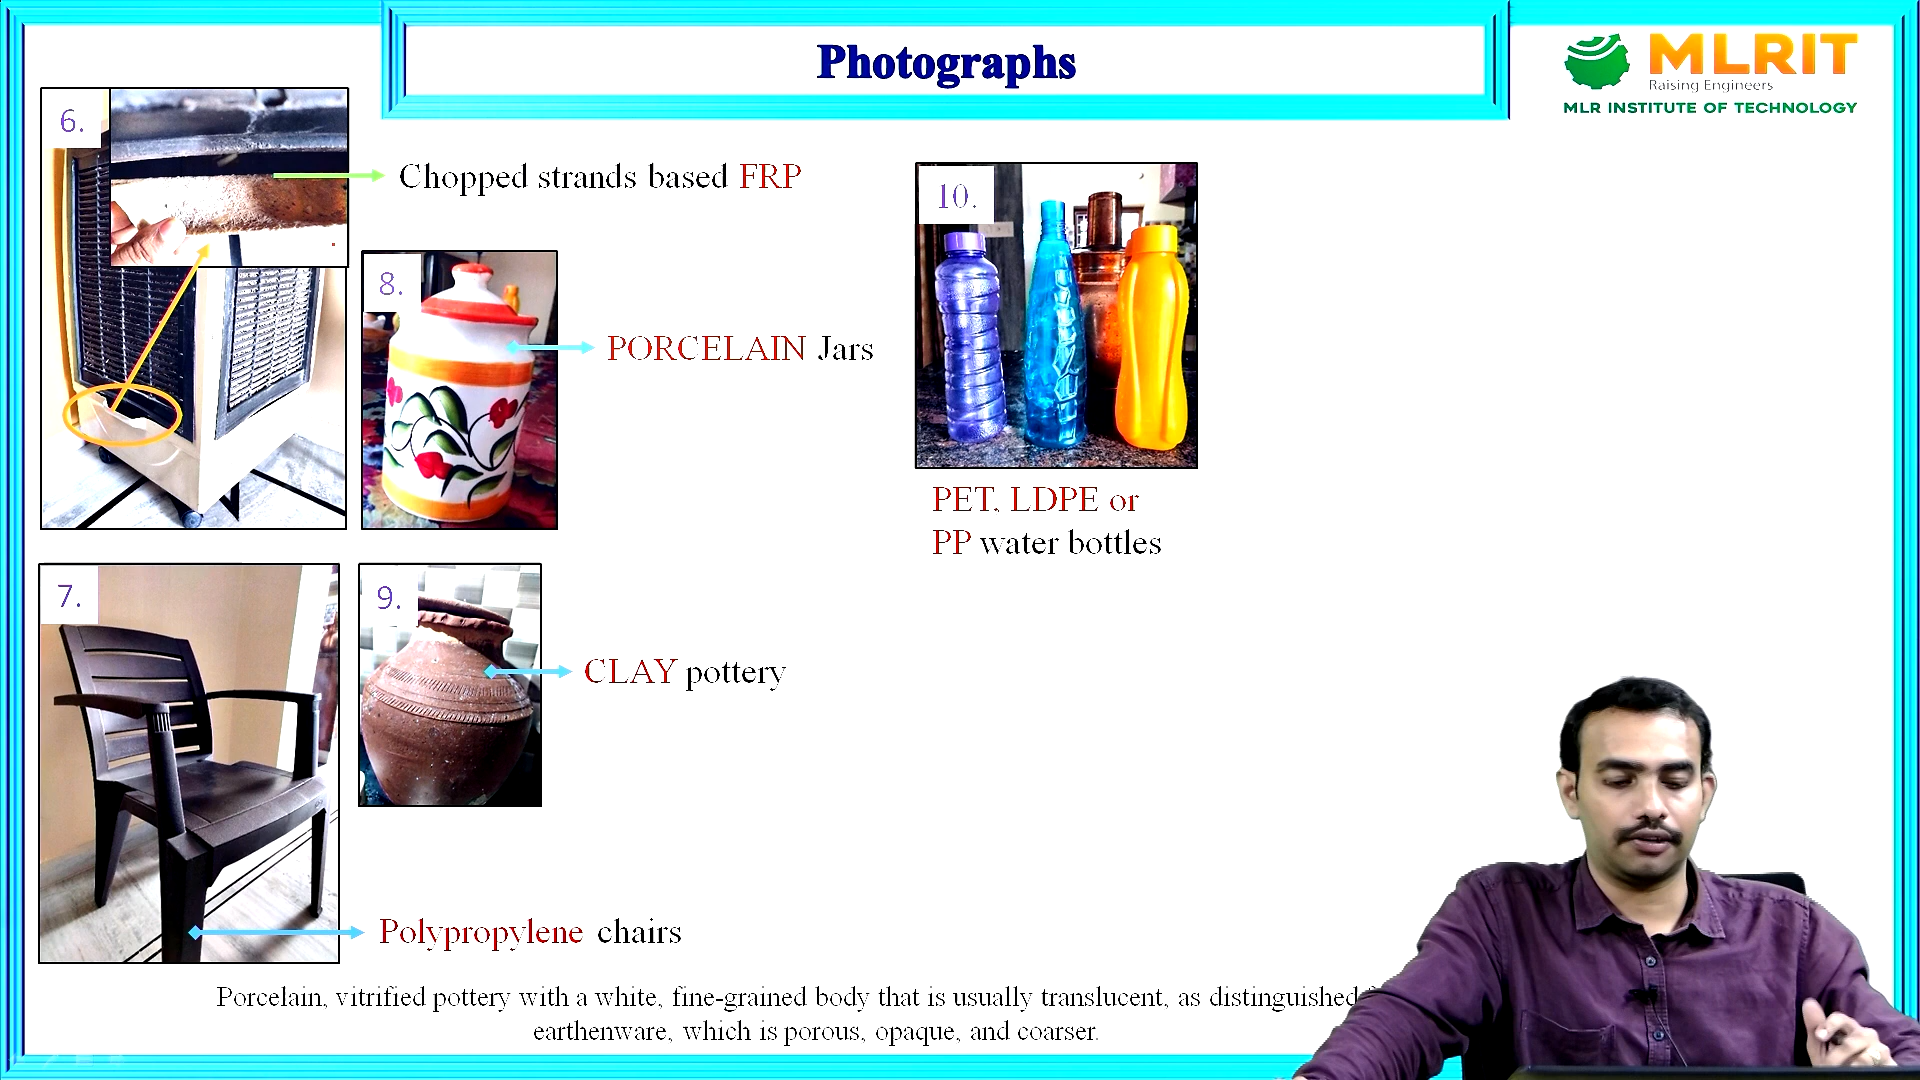 Photographs
MLRIT
Raising Engineers
MLR INSTITUTE OF TECHNOLOGY
6.
Chopped strands based FRP
8.
PORCELAIN Jars
10.
PET, LDPE or
PP water bottles
7.
9.
CLAY pottery
Polypropylene chairs
Porcelain, vitrified pottery with a white, fine-grained body that is usually translucent, as distinguished
earthenware, which is porous, opaque, and coarser.